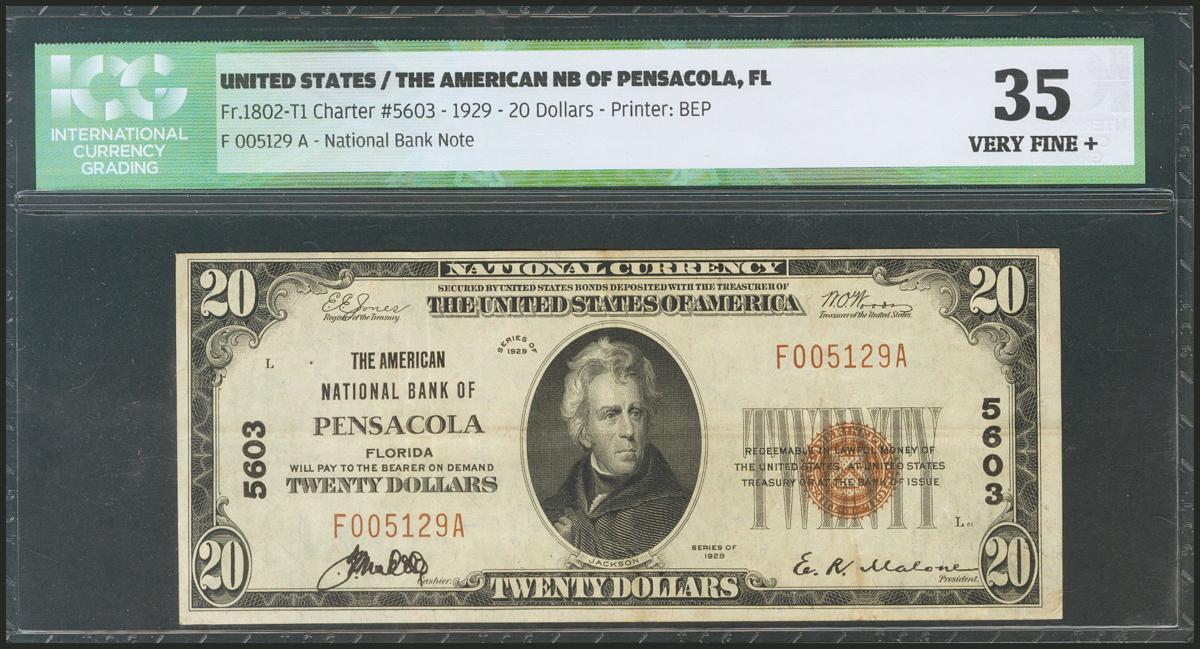 ICG
INTERNATIONAL
CURRENCY
GRADING
UNITED STATES / THE AMERICAN NB OF PENSACOLA, FL
Fr.1802-T1 Charter #5603 - 1929 - 20 Dollars - Printer: BEP
F 005129 A - National Bank Note
35
VERY FINE +
20
NATIONAL CURRENCY
20
SECURED BY UNITED STATES BONDS DEPOSITED WITH THE TREASURER OF
THE UNITED STATES OF AMERICA
E.E. Jones
Register of the Treasury.
W.O. Woods
Treasurer of the United States.
SERIES OF
1929
L
THE AMERICAN
NATIONAL BANK OF
PENSACOLA
FLORIDA
WILL PAY TO THE BEARER ON DEMAND
TWENTY DOLLARS
F005129A
5603
F005129A
5603
TWENTY
REDEEMABLE IN LAWFUL MONEY OF
THE UNITED STATES, AT UNITED STATES
TREASURY OR AT THE BANK OF ISSUE
L 61
SERIES OF
1929
JACKSON
Cashier.
E. R. Malone
President.
20
TWENTY DOLLARS
20